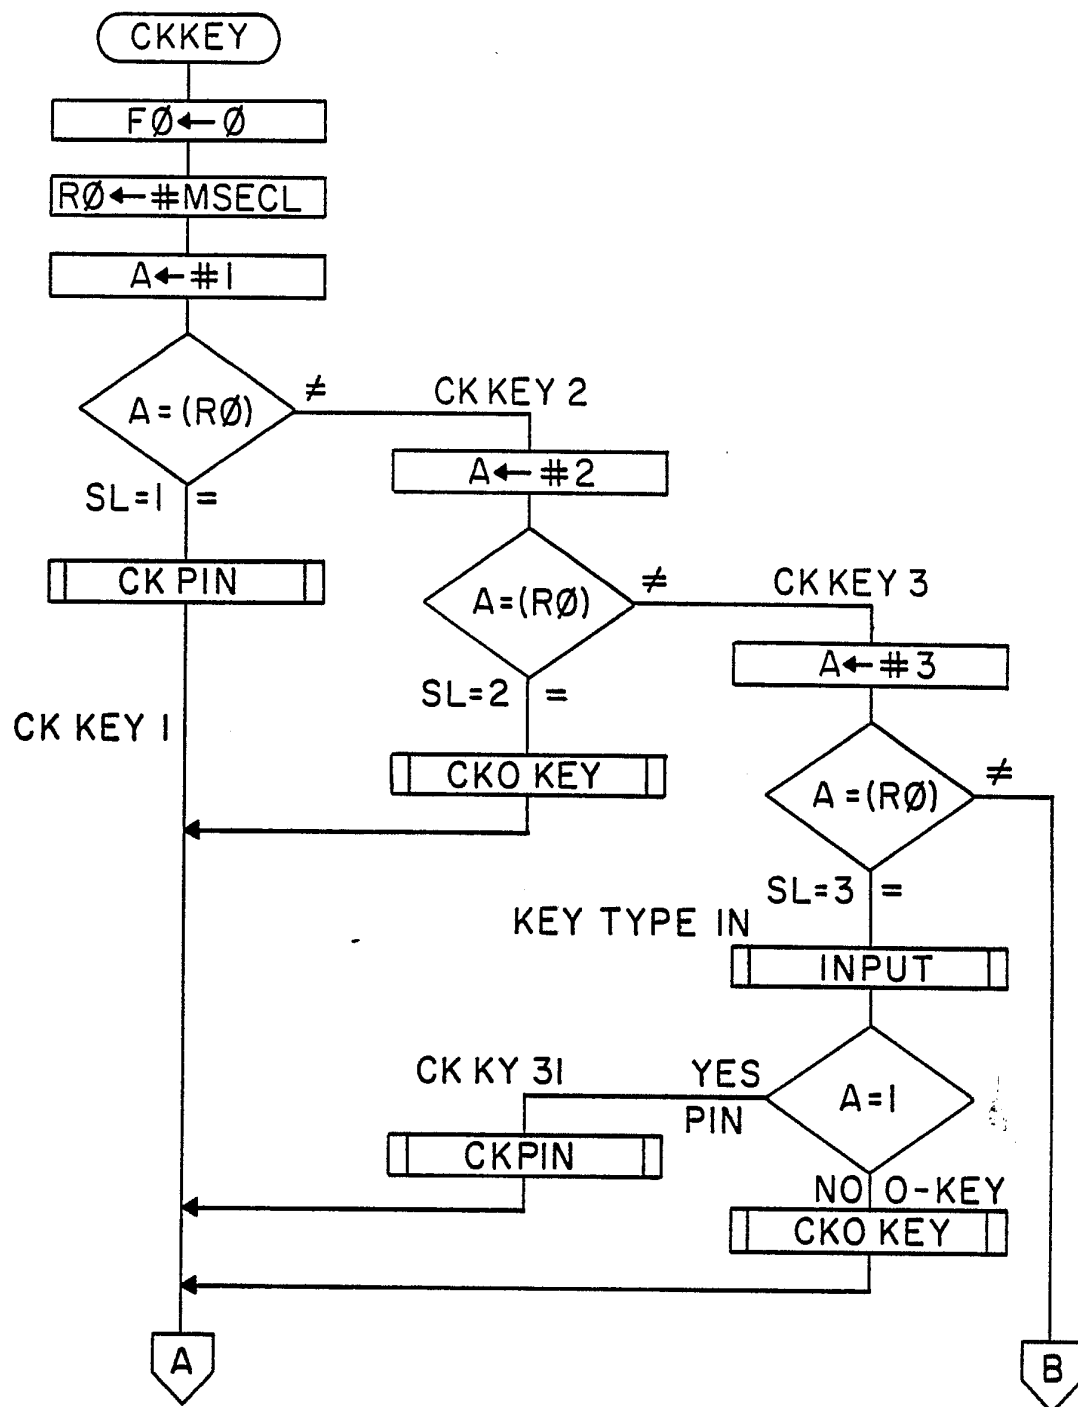 CKKEY
FØ←Ø
RØ←#MSECL
A←#1
A=(RØ)
≠
CK KEY 2
SL=1 =
A←#2
CK PIN
A=(RØ)
≠
CK KEY 3
A←#3
SL=2 =
CK KEY 1
CKO KEY
A=(RØ)
≠
SL=3 =
KEY TYPE IN
INPUT
CK KY 31
YES
PIN
A=1
CKPIN
NO O-KEY
CKO KEY
A
B